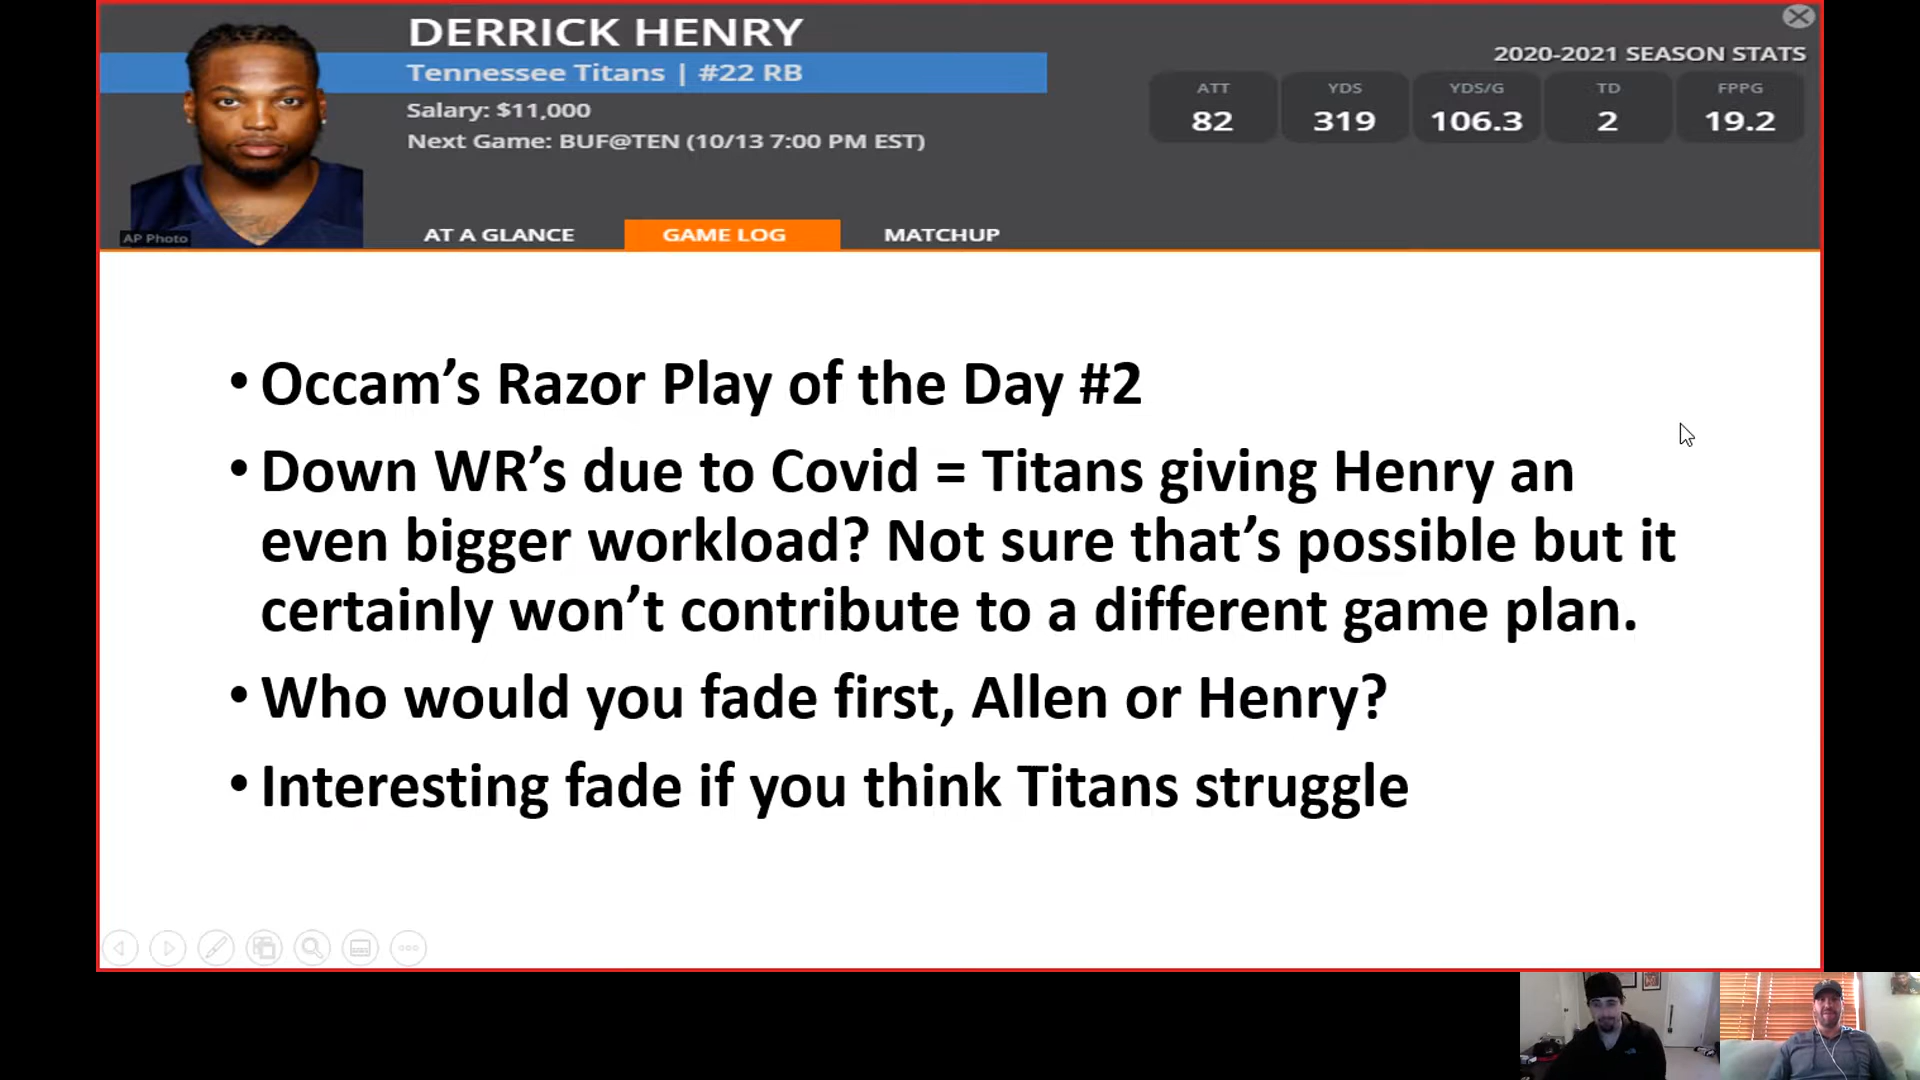 DERRICK HENRY
Tennessee Titans | #22 RB
Salary: $11,000
Next Game: BUF@TEN (10/13 7:00 PM EST)
2020-2021 SEASON STATS
ATT YDS YDS/G TD FPPG
82 319 106.3 2 19.2
AP Photo
AT A GLANCE GAME LOG MATCHUP
• Occam’s Razor Play of the Day #2
• Down WR’s due to Covid = Titans giving Henry an
even bigger workload? Not sure that’s possible but it
certainly won’t contribute to a different game plan.
• Who would you fade first, Allen or Henry?
• Interesting fade if you think Titans struggle